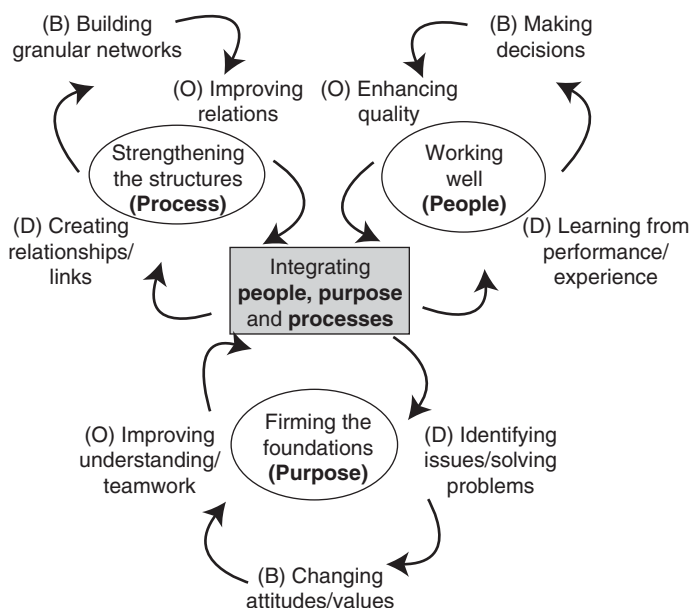 (B) Building
granular networks
(B) Making
decisions
(O) Improving
relations
(O) Enhancing
quality
Strengthening
the structures
(Process)
Working
well
(People)
(D) Creating
relationships/
links
(D) Learning from
performance/
experience
Integrating
people, purpose
and processes
(O) Improving
understanding/
teamwork
Firming the
foundations
(Purpose)
(D) Identifying
issues/solving
problems
(B) Changing
attitudes/values